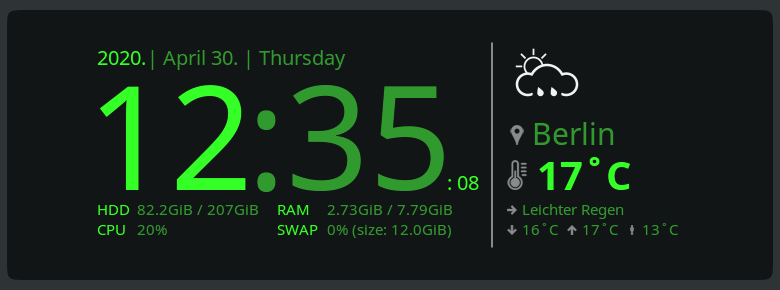 2020.| April 30. | Thursday
12:35: 08
HDD 82.2GiB / 207GiB RAM 2.73GiB / 7.79GiB
CPU 20% SWAP 0% (size: 12.0GiB)
Berlin
17˚C
Leichter Regen
16˚C 17˚C 13˚C